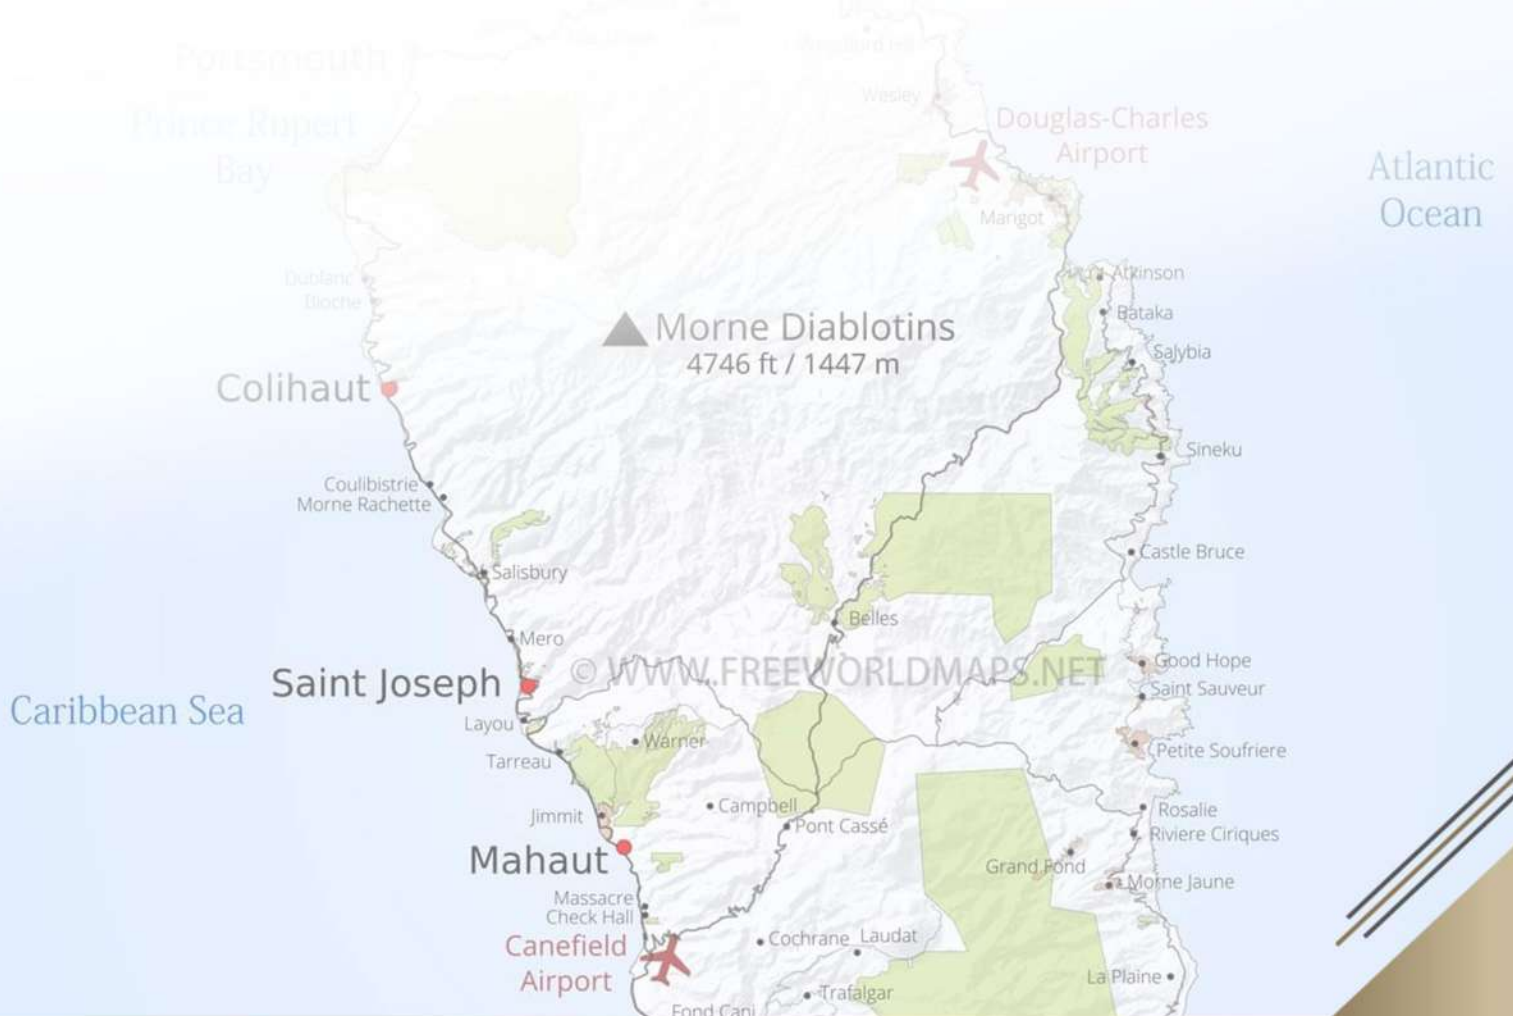 Portsmouth
Prince Rupert
Bay
Wesley
Douglas-Charles
Airport
Atlantic
Ocean
Marigot
Dublanc
Bioche
Atkinson
Bataka
Salybia
Morne Diablotins
4746 ft / 1447 m
Colihaut
Sineku
Coulibistrie
Morne Rachette
Castle Bruce
Salisbury
Belles
Mero
Good Hope
© WWW.FREEWORLDMAPS.NET
Saint Joseph
Saint Sauveur
Caribbean Sea
Layou
Warner
Petite Soufriere
Tarreau
Campbell
Rosalie
Jimmit
Pont Cassé
Riviere Ciriques
Mahaut
Grand Fond
Morne Jaune
Massacre
Check Hall
Cochrane
Laudat
Canefield
Airport
La Plaine
Trafalgar
Fond Cani